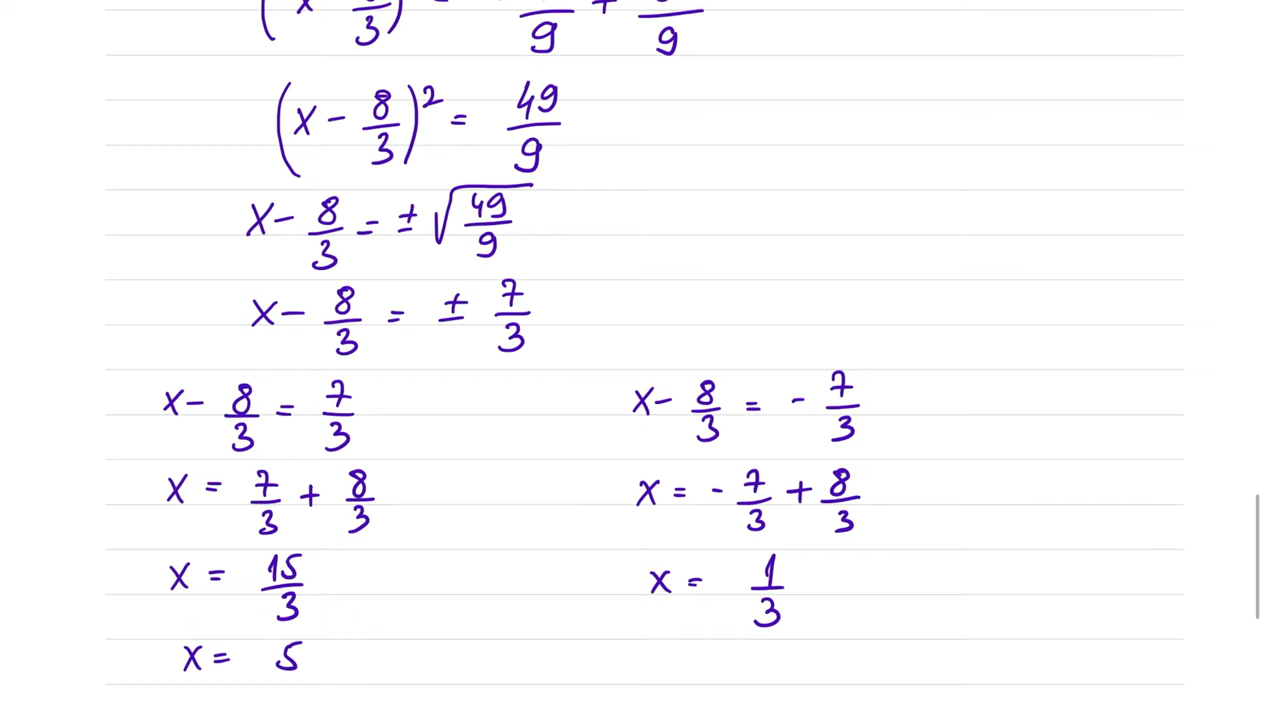 (x - 8/3)² = 49/9
x - 8/3 = ± √(49/9)
x - 8/3 = ± 7/3
x - 8/3 = 7/3
x = 7/3 + 8/3
x = 15/3
x = 5
x - 8/3 = - 7/3
x = - 7/3 + 8/3
x = 1/3